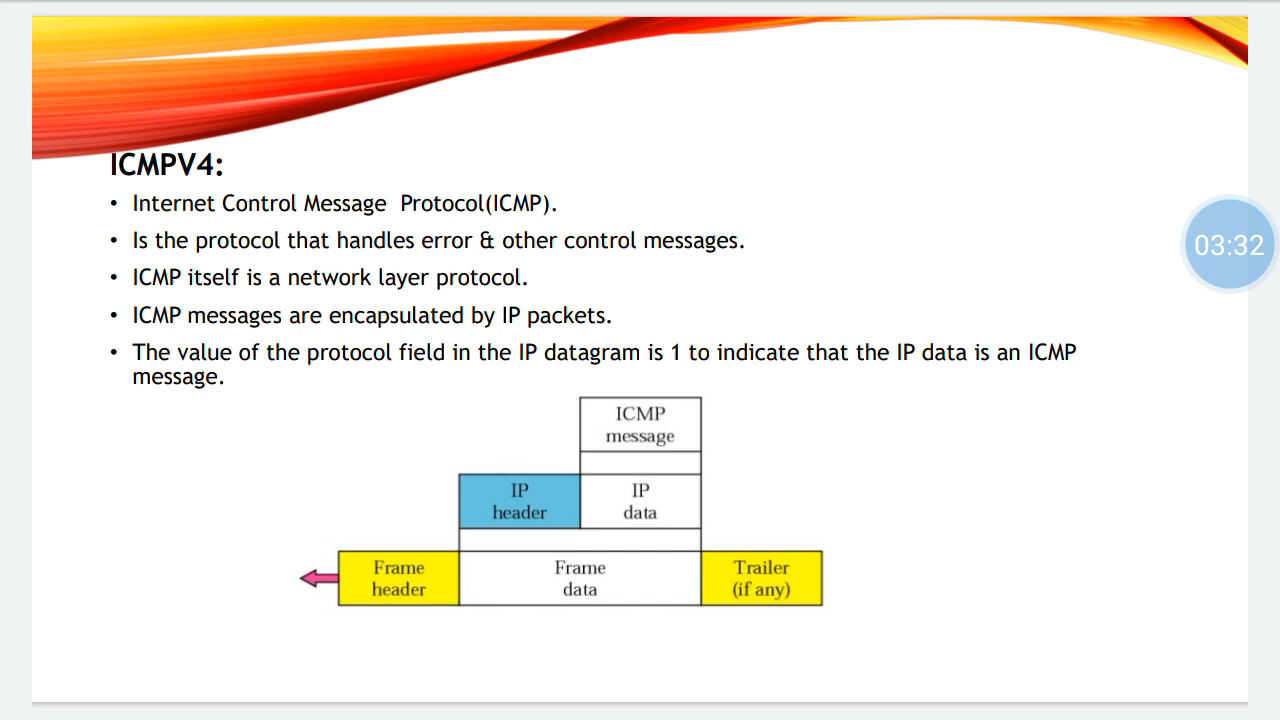 ICMPV4:
• Internet Control Message  Protocol(ICMP).
• Is the protocol that handles error & other control messages.
• ICMP itself is a network layer protocol.
• ICMP messages are encapsulated by IP packets.
• The value of the protocol field in the IP datagram is 1 to indicate that the IP data is an ICMP
message.
03:32
ICMP
message
IP
header
IP
data
Frame
header
Frame
data
Trailer
(if any)